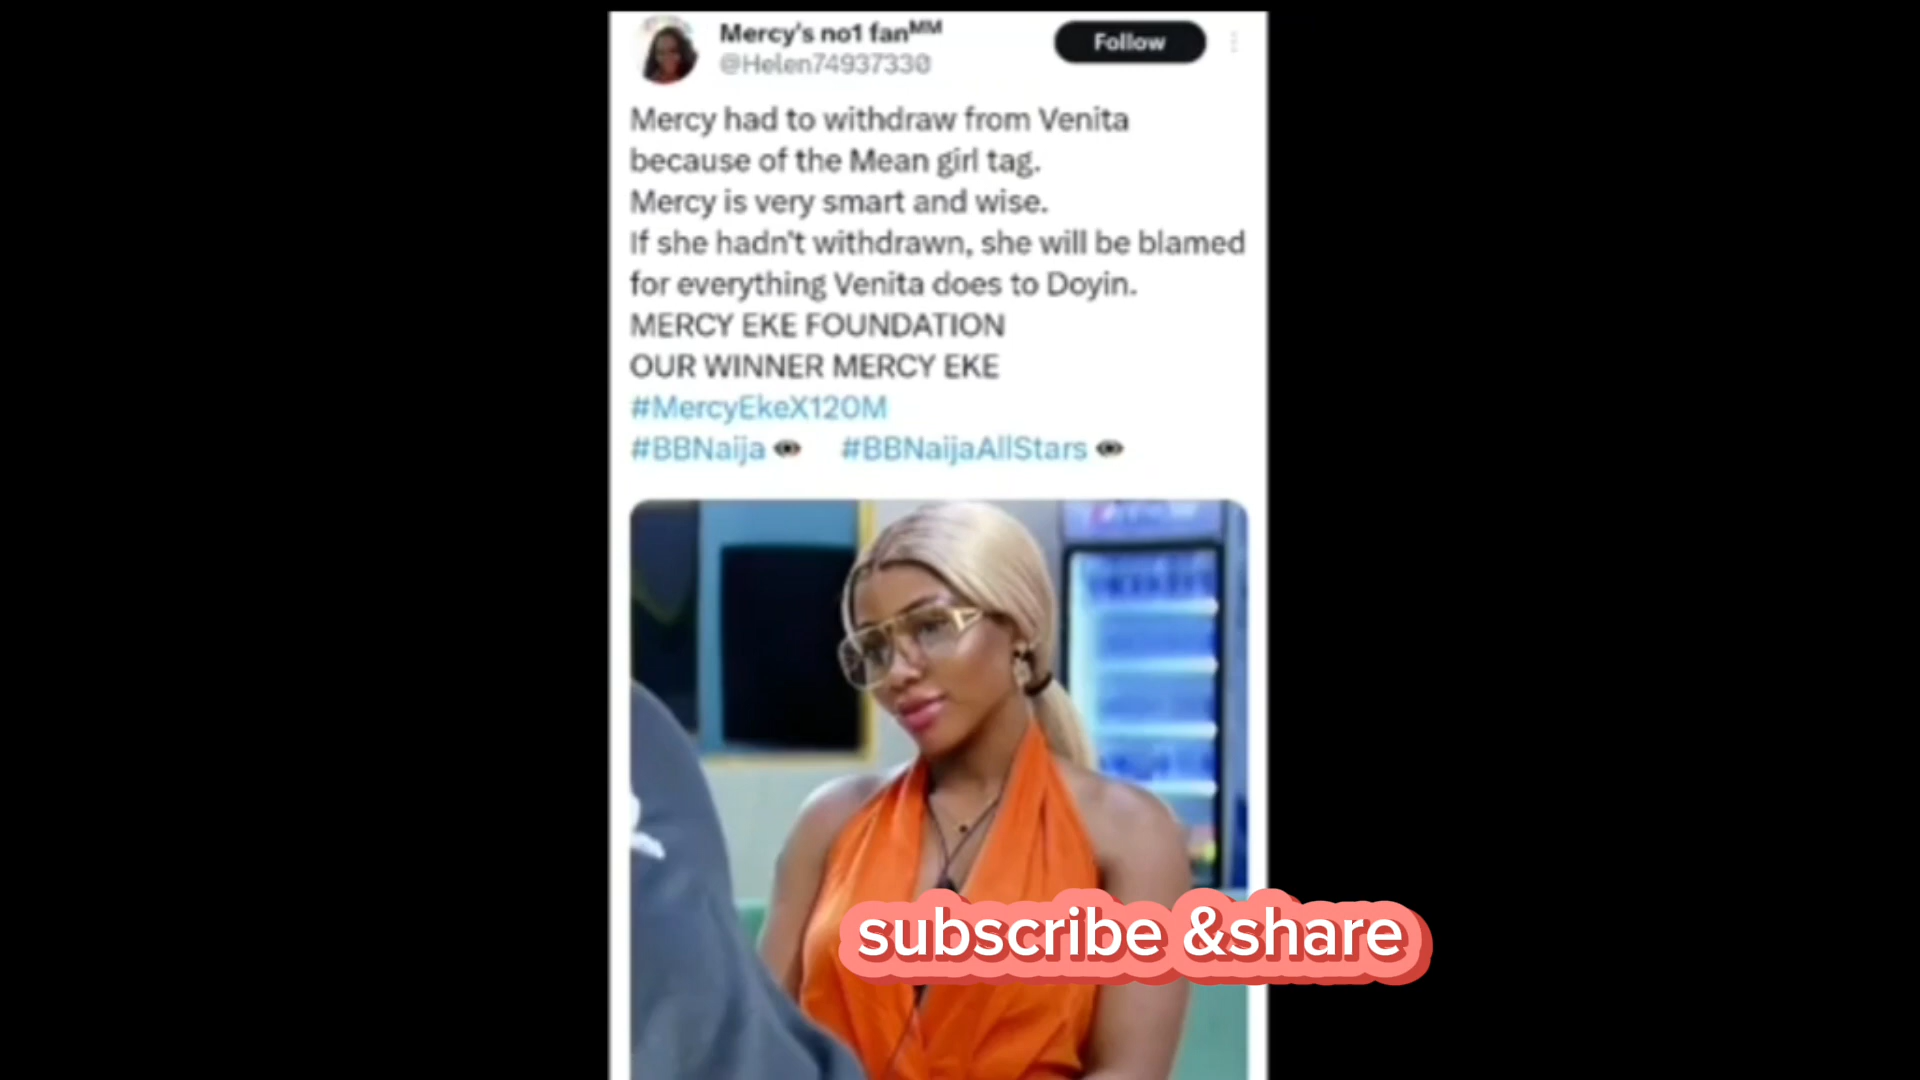 Mercy's no1 fanᴹᴹ
@Helen74937330
Follow
Mercy had to withdraw from Venita
because of the Mean girl tag.
Mercy is very smart and wise.
If she hadn't withdrawn, she will be blamed
for everything Venita does to Doyin.
MERCY EKE FOUNDATION
OUR WINNER MERCY EKE
#MercyEkeX120M
#BBNaija #BBNaijaAllStars
subscribe &share